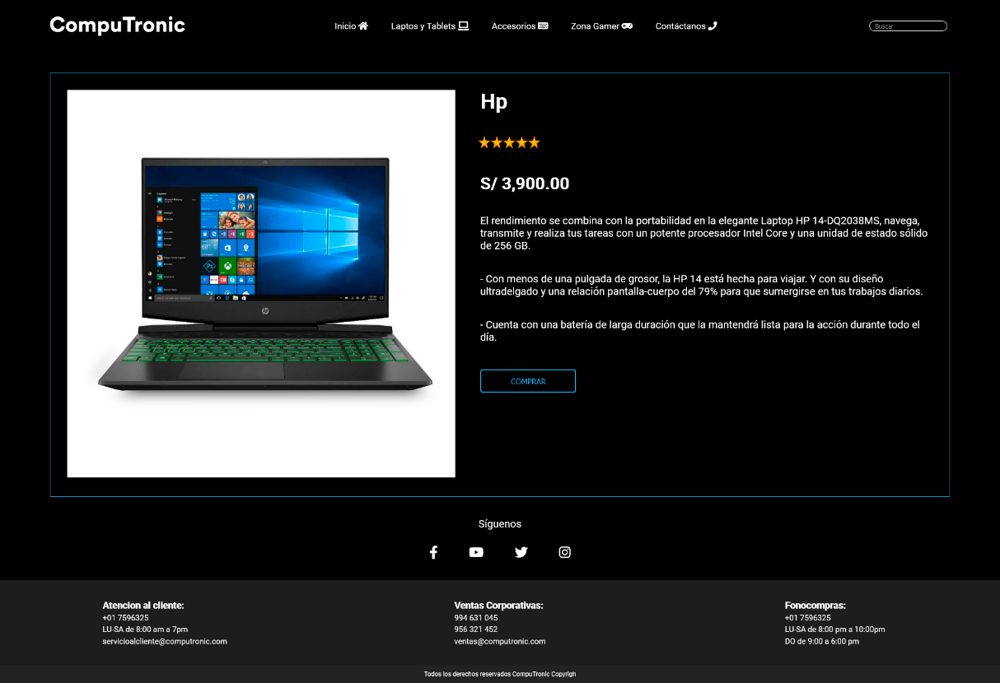 CompuTronic
Inicio
Laptos y Tablets
Accesorios
Zona Gamer
Contáctanos
Buscar
Hp
S/ 3,900.00
El rendimiento se combina con la portabilidad en la elegante Laptop HP 14-DQ2038MS, navega,
transmite y realiza tus tareas con un potente procesador Intel Core y una unidad de estado sólido
de 256 GB.
- Con menos de una pulgada de grosor, la HP 14 está hecha para viajar. Y con su diseño
ultradelgado y una relación pantalla-cuerpo del 79% para que sumergirse en tus trabajos diarios.
- Cuenta con una batería de larga duración que la mantendrá lista para la acción durante todo el
día.
COMPRAR
Síguenos
Atencion al cliente:
+01 7596325
LU-SA de 8:00 am a 7pm
servicioalcliente@computronic.com
Ventas Corporativas:
994 631 045
956 321 452
ventas@computronic.com
Fonocompras:
+01 7596325
LU-SA de 8:00 pm a 10:00pm
DO de 9:00 a 6:00 pm
Todos los derechos reservados CompuTronic Copyrigh